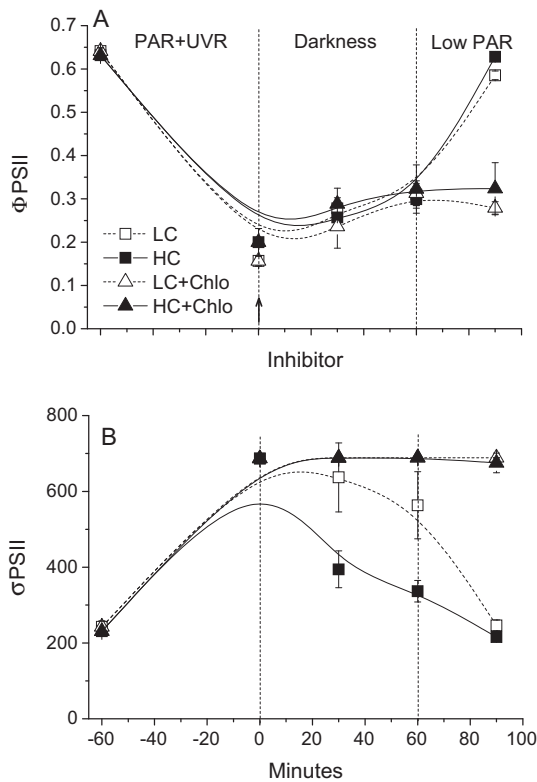 A
PAR+UVR
Darkness
Low PAR
0.7
0.6
0.5
0.4
0.3
0.2
0.1
0.0
ΦPSII
LC
HC
LC+Chlo
HC+Chlo
Inhibitor
B
800
600
400
200
0
σPSII
-60 -40 -20 0 20 40 60 80 100
Minutes